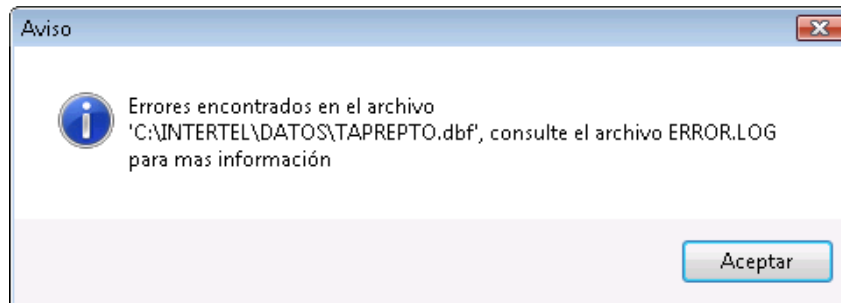 Aviso
Errores encontrados en el archivo
'C:\INTERTEL\DATOS\TAPREPTO.dbf', consulte el archivo ERROR.LOG
para mas información
Aceptar